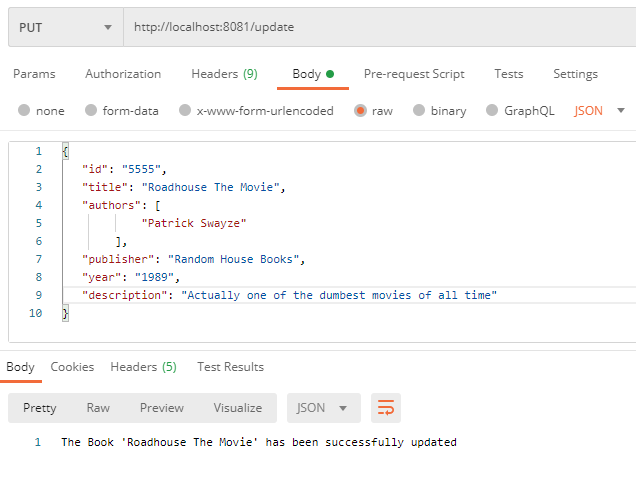 PUT http://localhost:8081/update
Params Authorization Headers (9) Body Pre-request Script Tests Settings
none form-data x-www-form-urlencoded raw binary GraphQL JSON
1 {
2 "id": "5555",
3 "title": "Roadhouse The Movie",
4 "authors": [
5 "Patrick Swayze"
6 ],
7 "publisher": "Random House Books",
8 "year": "1989",
9 "description": "Actually one of the dumbest movies of all time"
10 }
Body Cookies Headers (5) Test Results
Pretty Raw Preview Visualize JSON
1 The Book 'Roadhouse The Movie' has been successfully updated